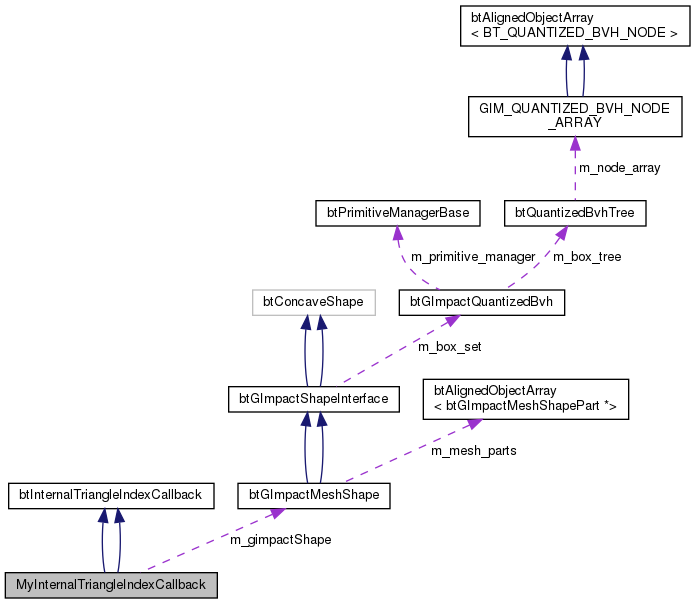 btAlignedObjectArray
< BT_QUANTIZED_BVH_NODE >
GIM_QUANTIZED_BVH_NODE
_ARRAY
m_node_array
btPrimitiveManagerBase
btQuantizedBvhTree
m_primitive_manager
m_box_tree
btConcaveShape
btGImpactQuantizedBvh
m_box_set
btGImpactShapeInterface
btAlignedObjectArray
< btGImpactMeshShapePart *>
m_mesh_parts
btInternalTriangleIndexCallback
btGImpactMeshShape
m_gimpactShape
MyInternalTriangleIndexCallback